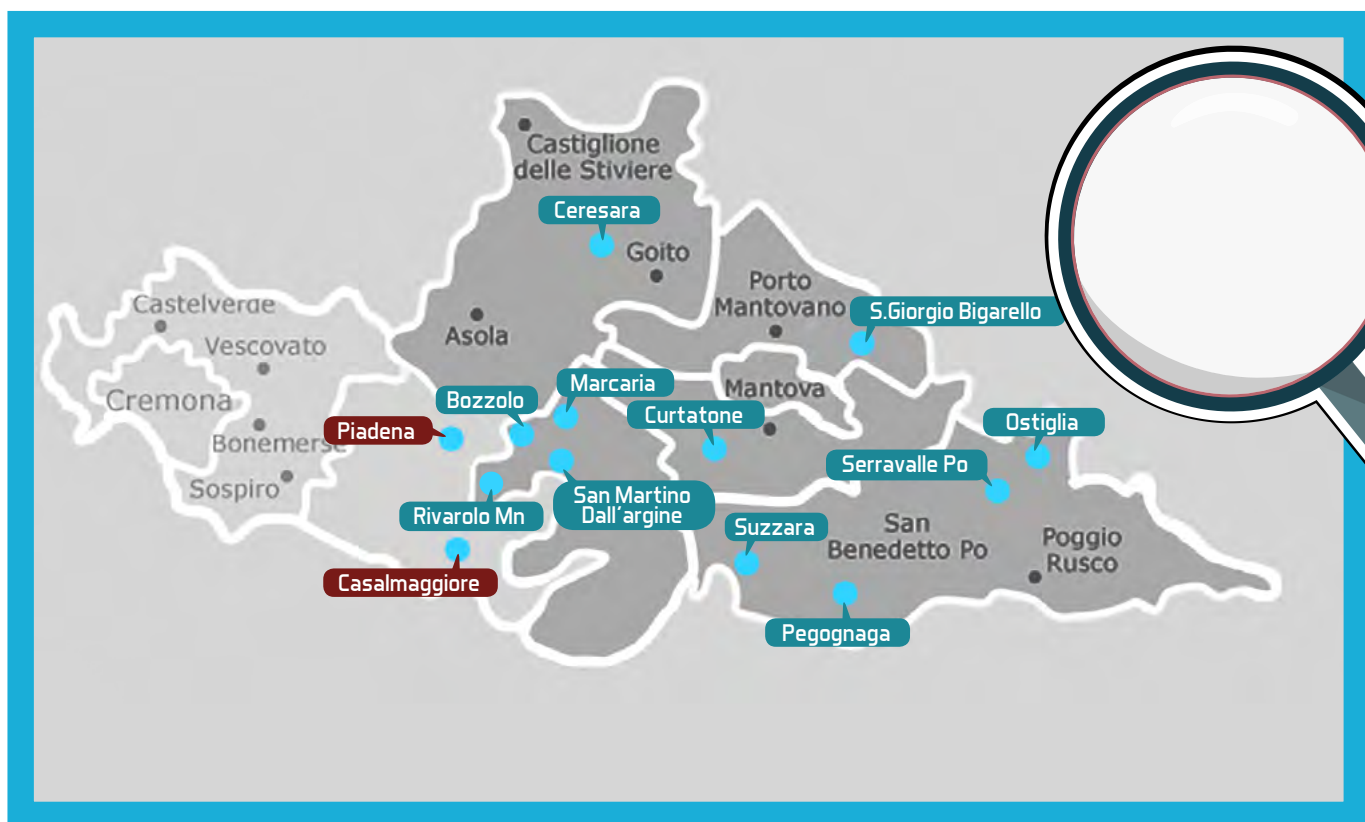 Castiglione
delle Stiviere
Ceresara
Goito
Porto
Mantovano
S.Giorgio Bigarello
Castelverde
Vescovato
Asola
Cremona
Bonemerse
Sospiro
Piadena
Bozzolo
Marcaria
Mantova
Curtatone
Ostiglia
Serravalle Po
Rivarolo Mn
San Martino
Dall'argine
Casalmaggiore
Suzzara
San
Benedetto Po
Poggio
Rusco
Pegognaga